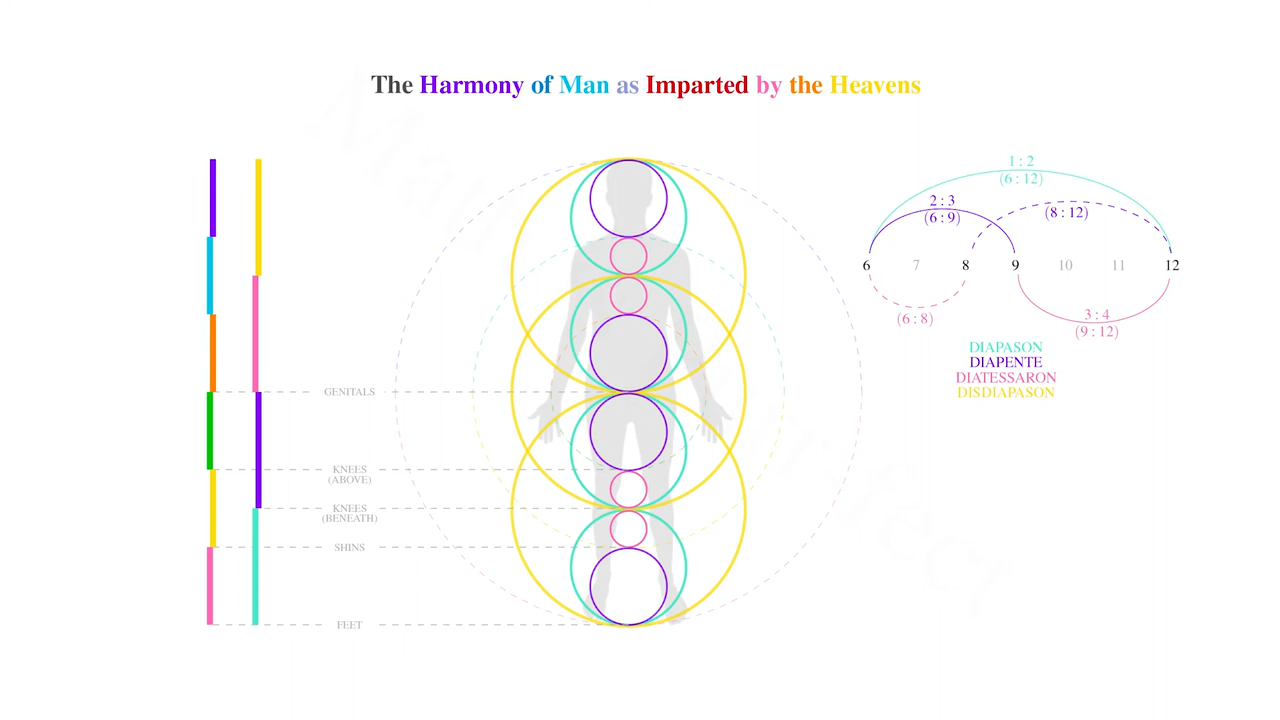 The Harmony of Man as Imparted by the Heavens
1 : 2
(6 : 12)
2 : 3
(6 : 9)
(8 : 12)
6 7 8 9 10 11 12
(6 : 8)
3 : 4
(9 : 12)
DIAPASON
DIAPENTE
DIATESSARON
DISDIAPASON
GENITALS
KNEES
(ABOVE)
KNEES
(BENEATH)
SHINS
FEET